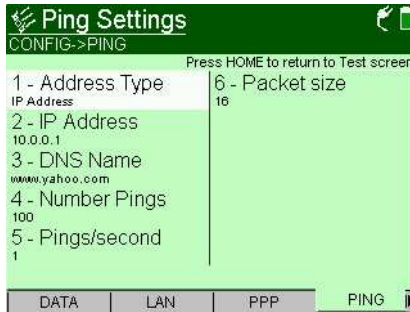 Ping Settings
CONFIG->PING
Press HOME to return to Test screen
1 - Address Type
IP Address
2 - IP Address
10.0.0.1
3 - DNS Name
www.yahoo.com
4 - Number Pings
100
5 - Pings/second
1
6 - Packet size
16
DATA LAN PPP PING